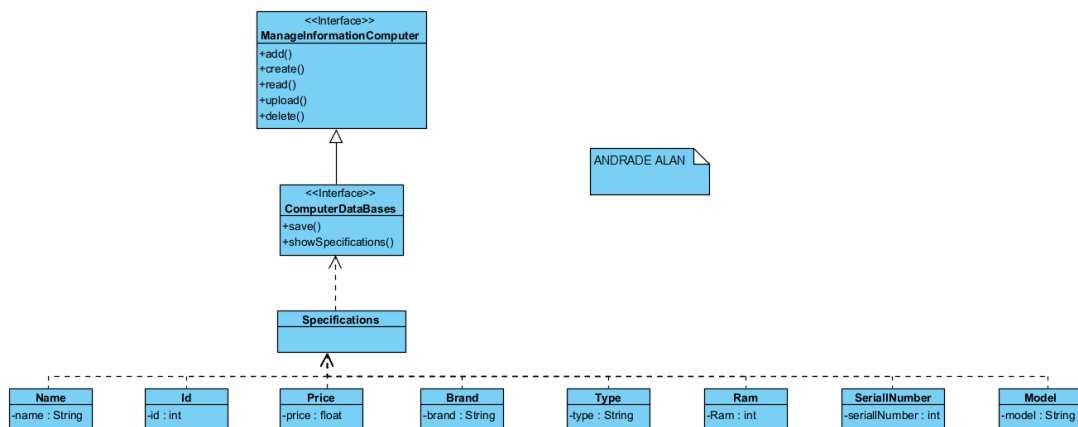 <<Interface>>
ManageInformationComputer
+add()
+create()
+read()
+upload()
+delete()
ANDRADE ALAN
<<Interface>>
ComputerDataBases
+save()
+showSpecifications()
Specifications
Name
-name : String
Id
-id : int
Price
-price : float
Brand
-brand : String
Type
-type : String
Ram
-Ram : int
SeriallNumber
-seriallNumber : int
Model
-model : String